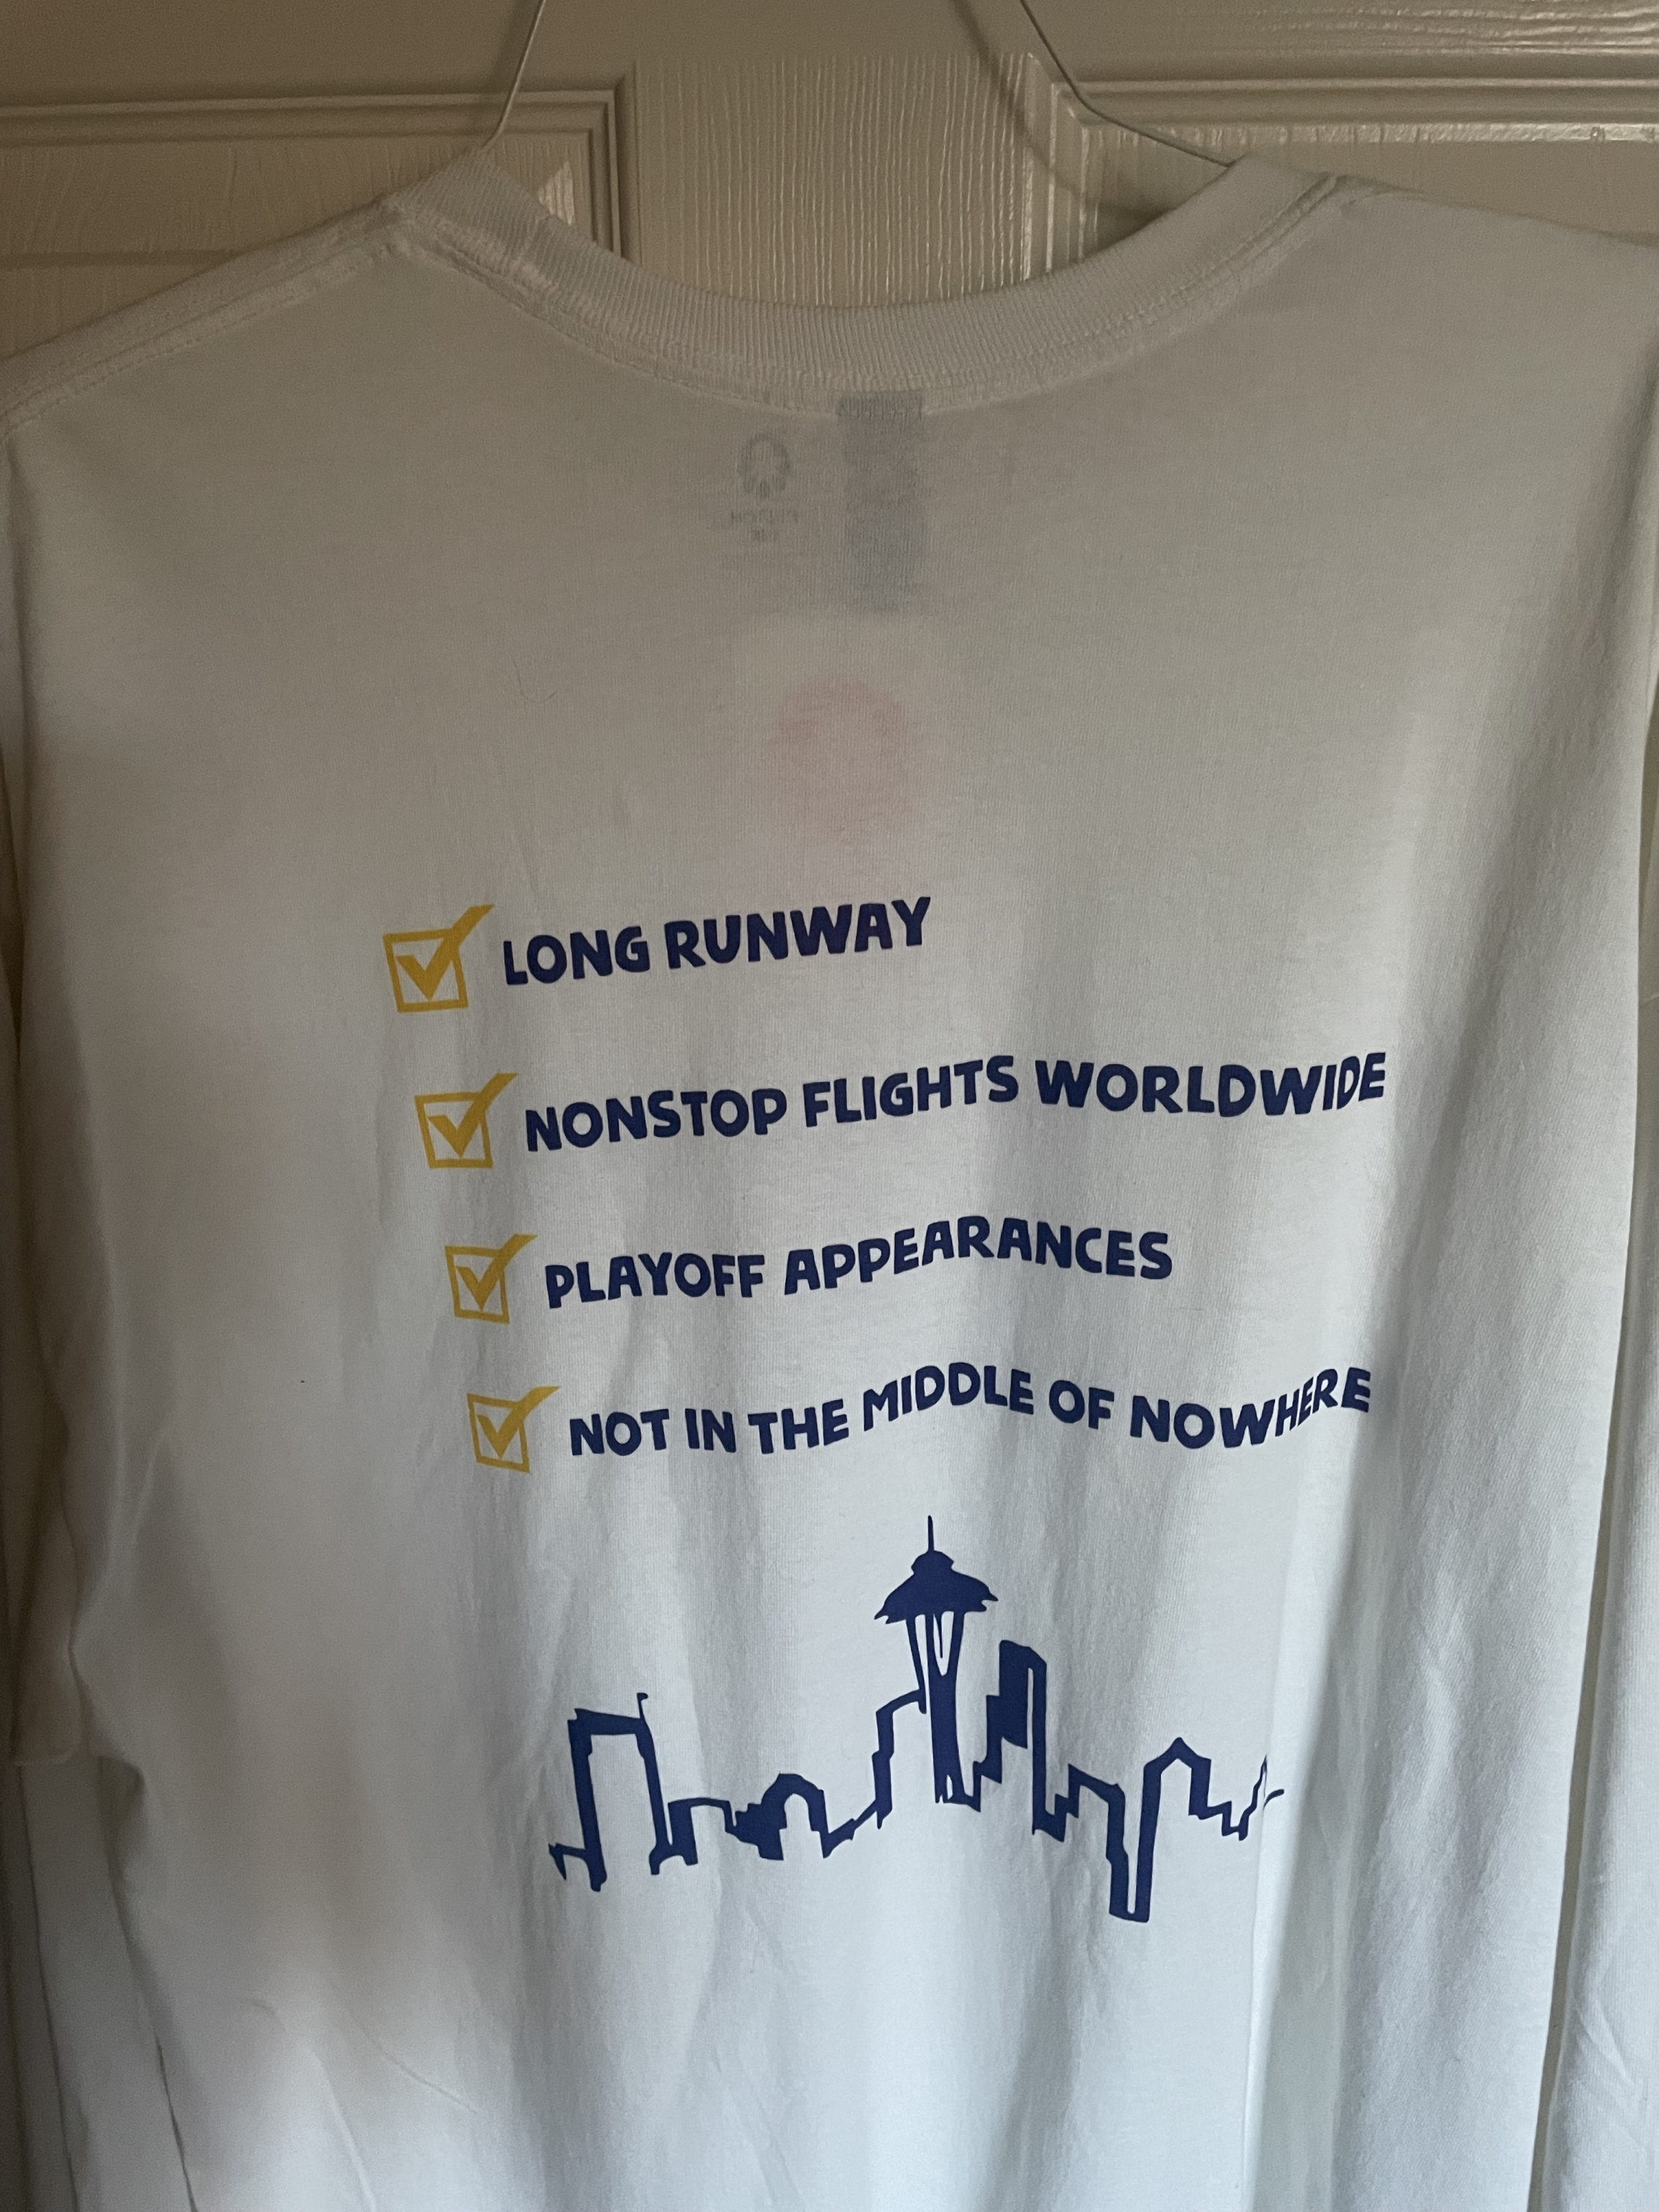 LONG RUNWAY
NONSTOP FLIGHTS WORLDWIDE
PLAYOFF APPEARANCES
NOT IN THE MIDDLE OF NOWHERE